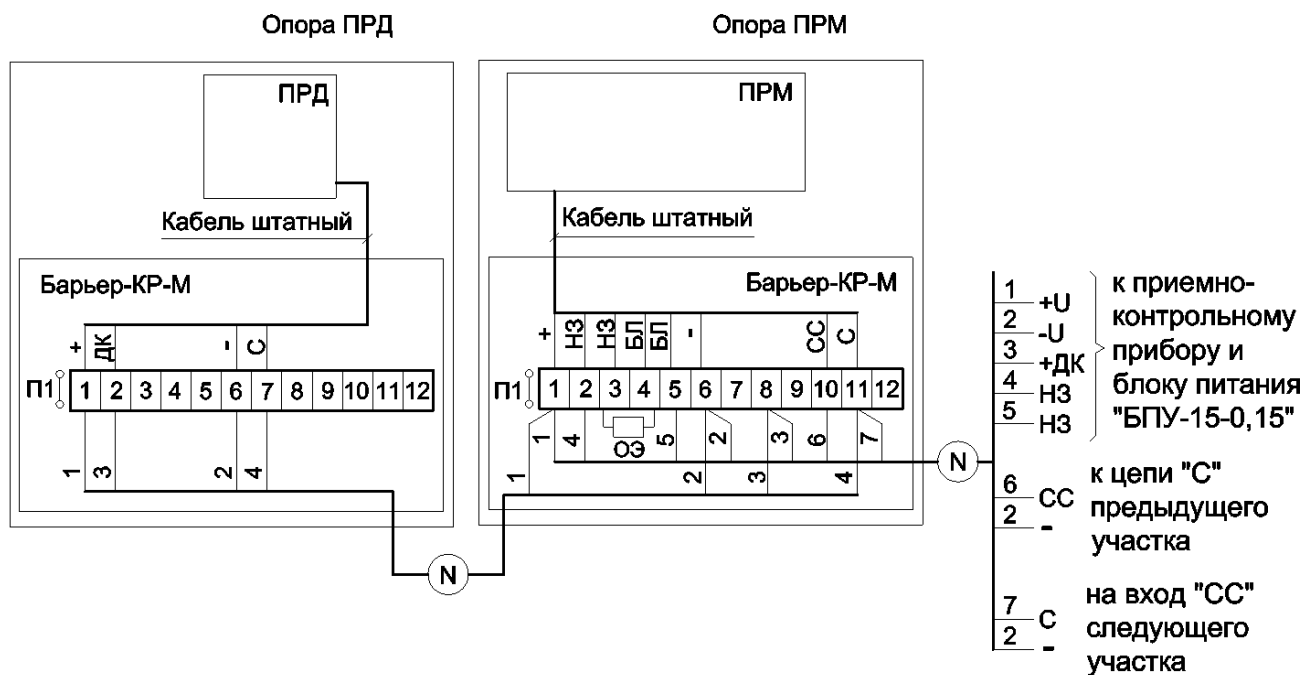 Опора ПРД
Опора ПРМ
ПРД
Кабель штатный
Барьер-КР-М
+ ДК - С
П1 1 2 3 4 5 6 7 8 9 10 11 12
1 3 2 4
N
ПРМ
Кабель штатный
Барьер-КР-М
+ НЗ НЗ БЛ БЛ - СС С
П1 1 2 3 4 5 6 7 8 9 10 11 12
1 4 ОЭ 5 2 3 6 7
1 2 3 4
N
1 +U
2 -U
3 +ДК
4 НЗ
5 НЗ
к приемно-
контрольному
прибору и
блоку питания
"БПУ-15-0,15"
6 СС
2 -
к цепи "С"
предыдущего
участка
7 С
2 -
на вход "СС"
следующего
участка